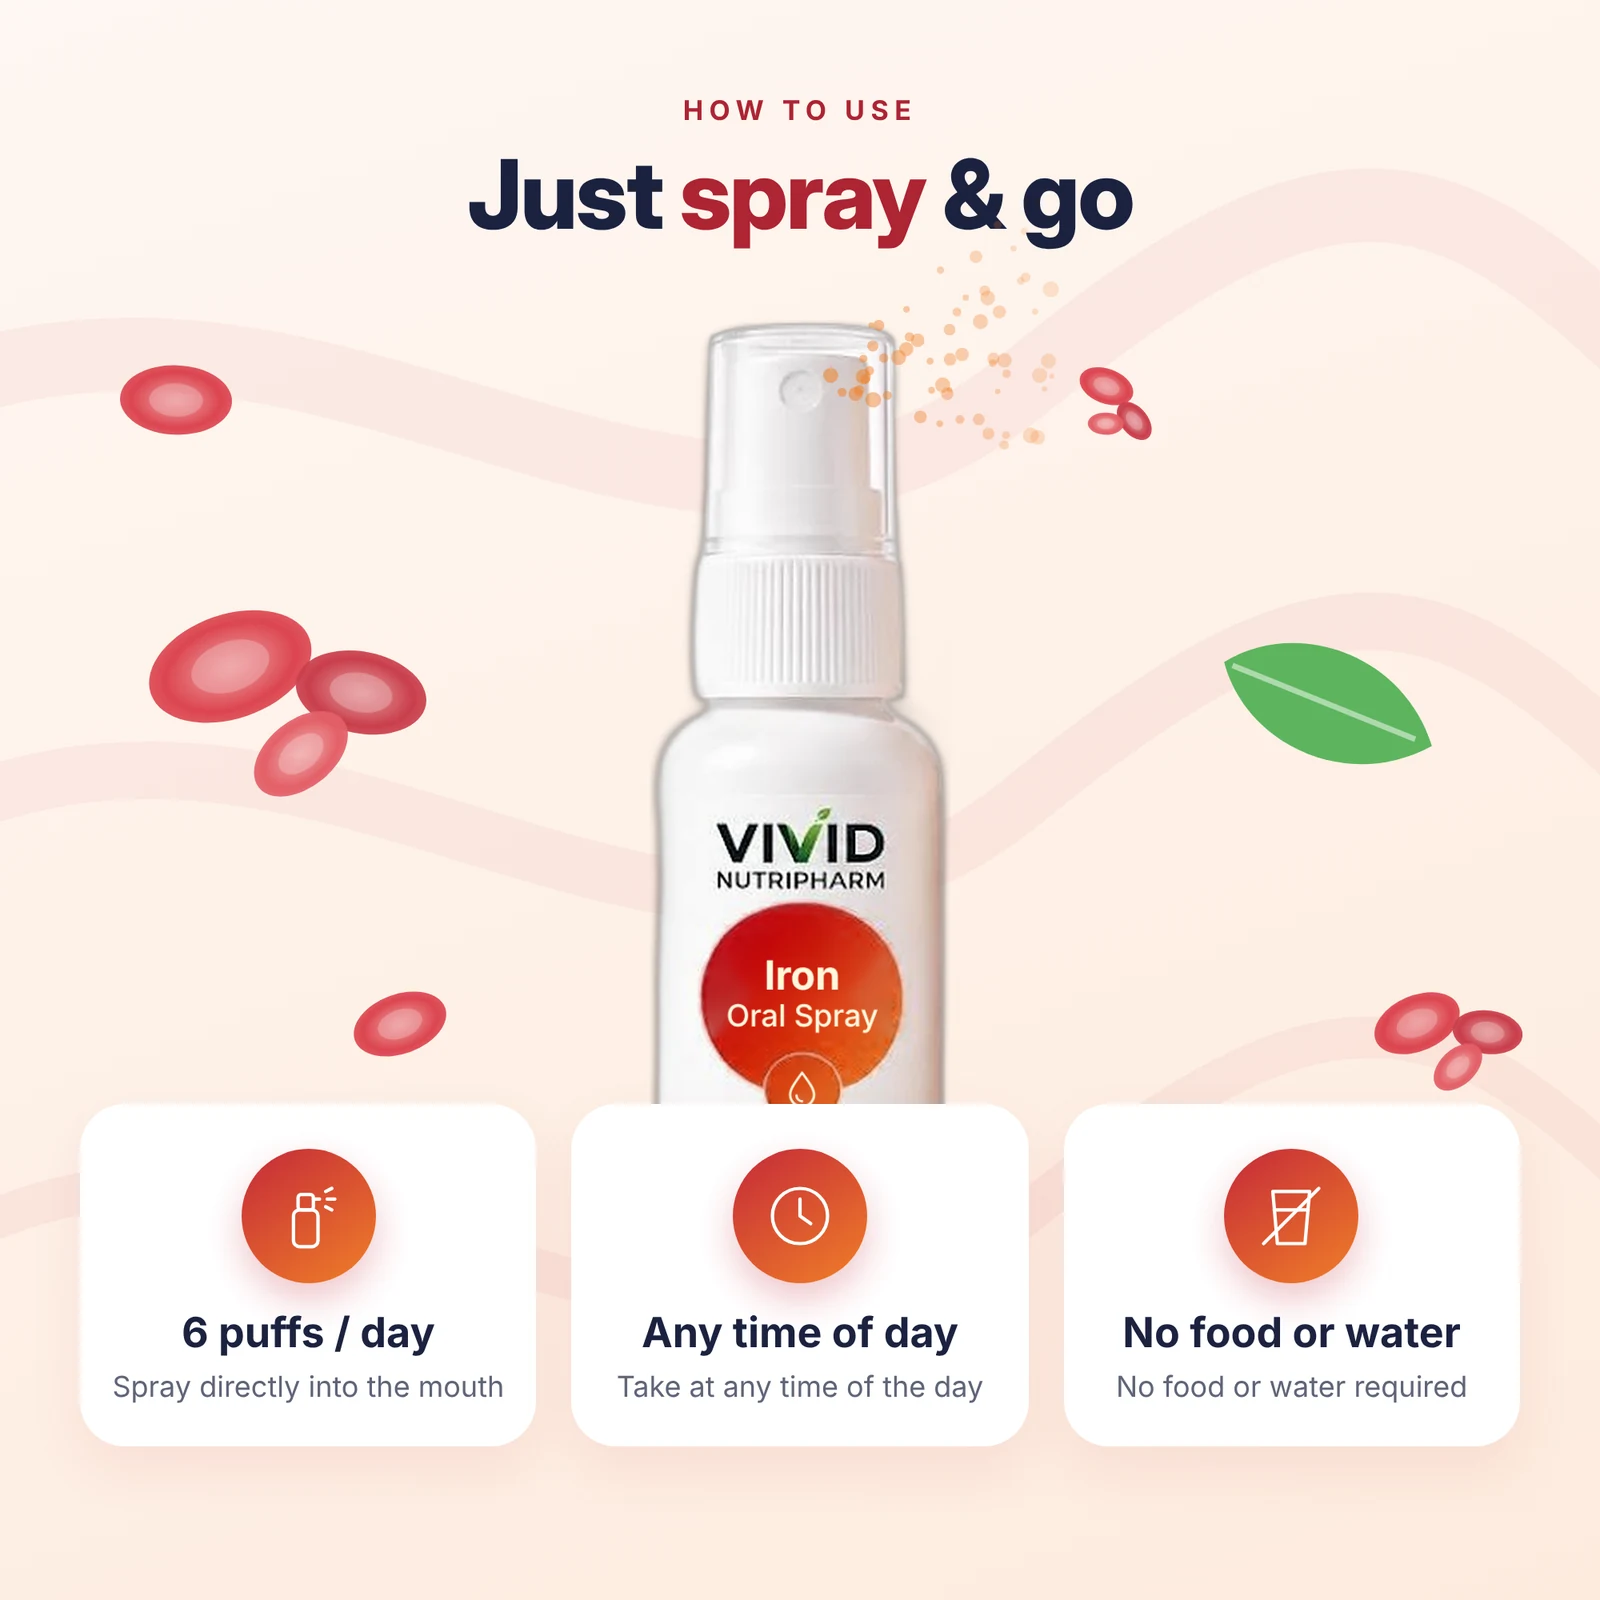 HOW TO USE
Just spray & go
VIVID
NUTRIPHARM
Iron
Oral Spray
6 puffs / day
Spray directly into the mouth
Any time of day
Take at any time of the day
No food or water
No food or water required